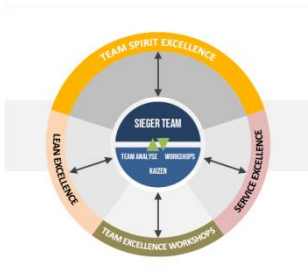 TEAM SPIRIT EXCELLENCE
SIEGER TEAM
TEAM ANALYSE WORKSHOPS
KAIZEN
LEAN EXCELLENCE
SERVICE EXCELLENCE
TEAM EXCELLENCE WORKSHOPS